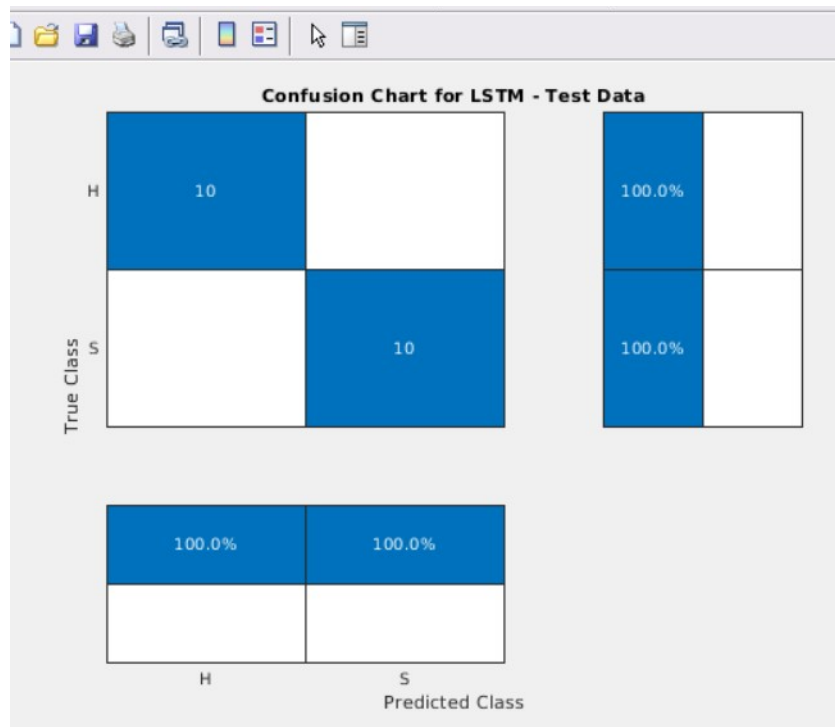 Confusion Chart for LSTM - Test Data
H
10
100.0%
S
10
100.0%
True Class
100.0%
100.0%
H
S
Predicted Class